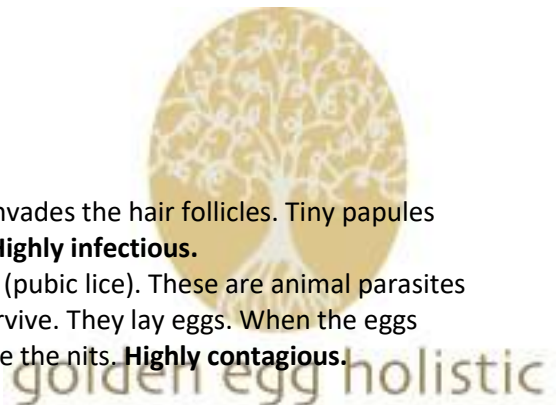 nvades the hair follicles. Tiny papules
Highly infectious.
(pubic lice). These are animal parasites
rvive. They lay eggs. When the eggs
e the nits. Highly contagious.
golden egg holistic